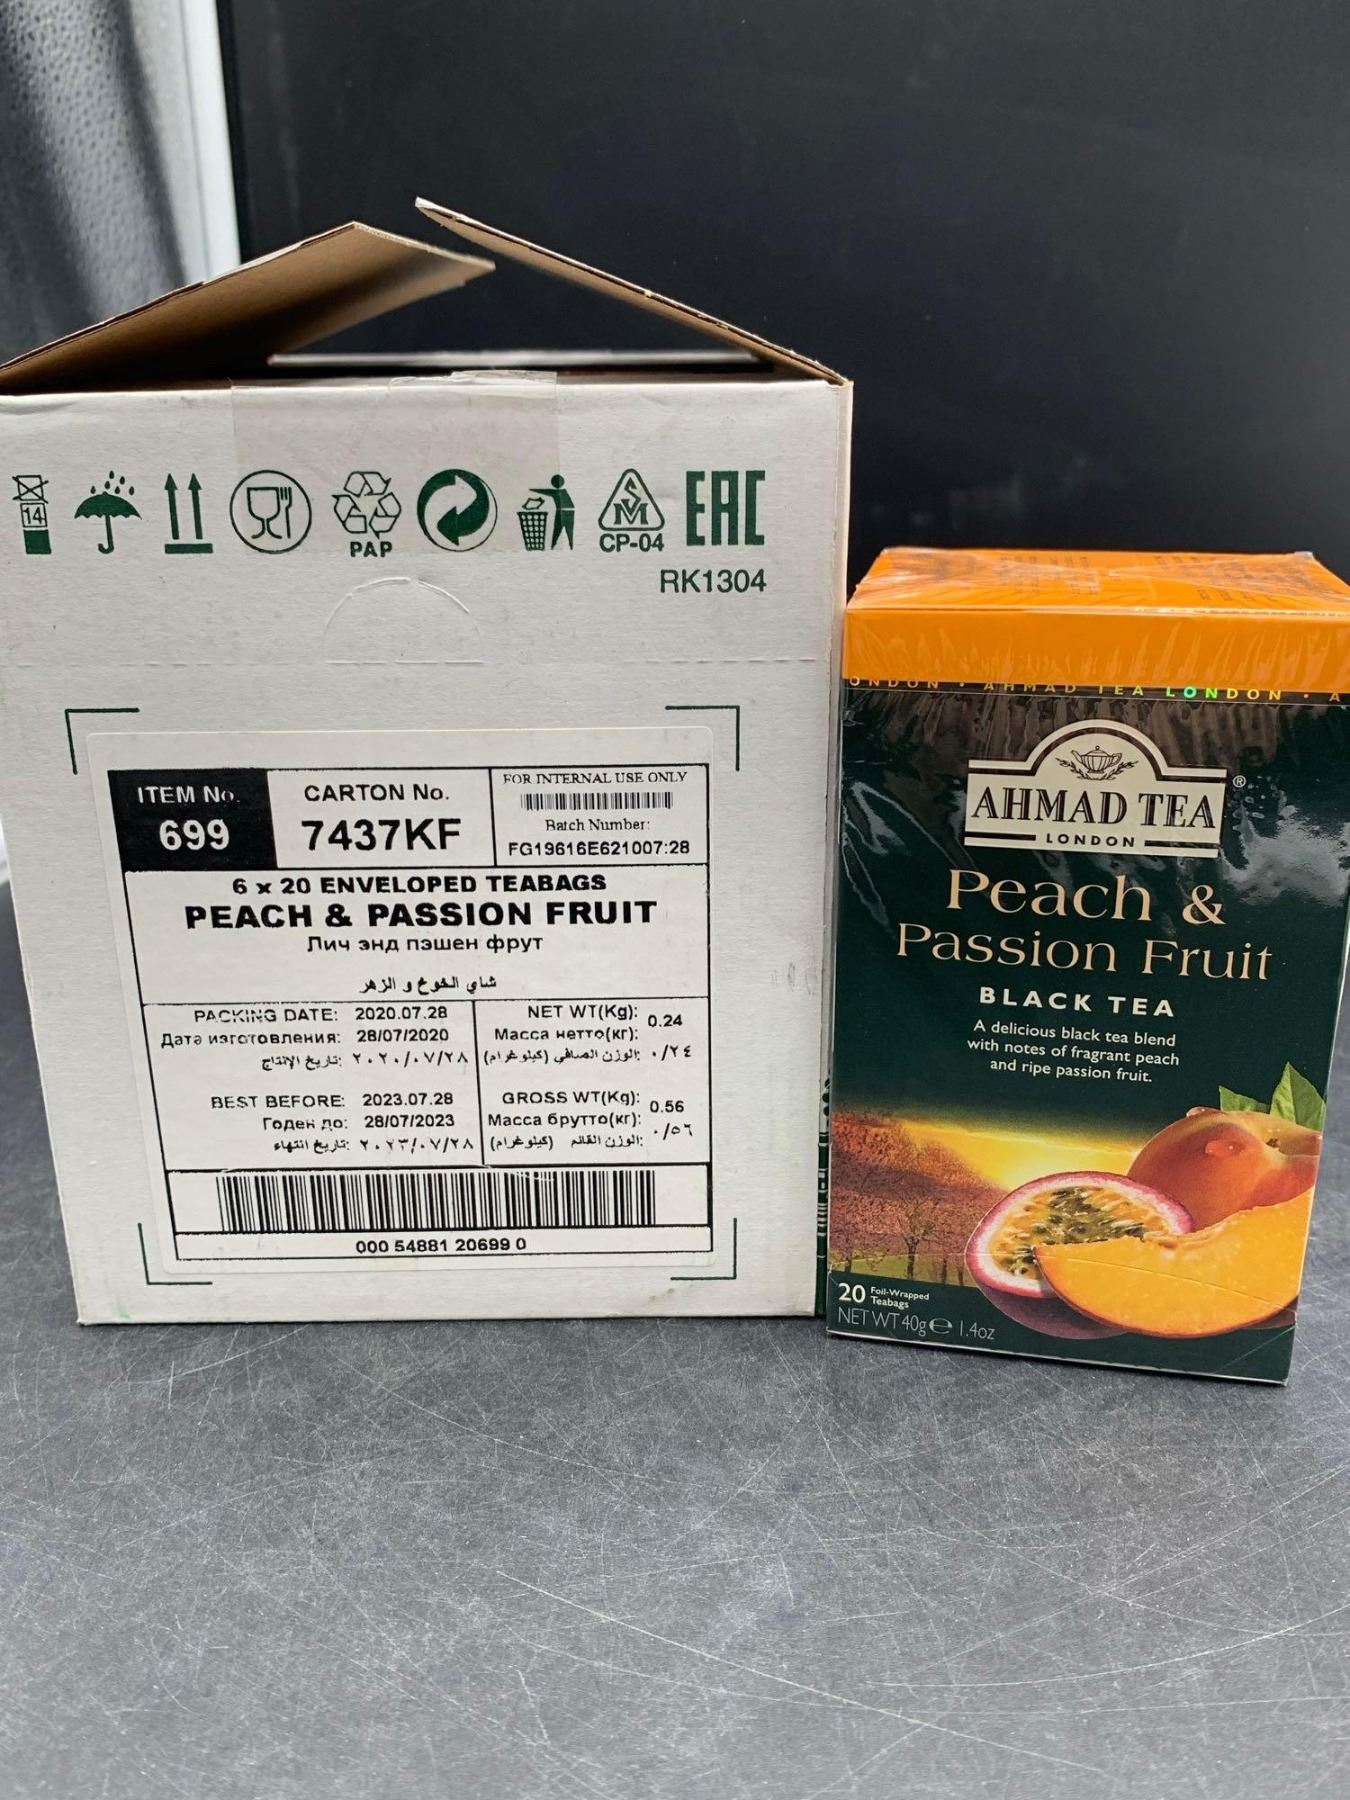 14
PAP
CP-04
EAC
RK1304
ITEM No.
699
CARTON No.
7437KF
FOR INTERNAL USE ONLY
Batch Number:
FG19616E621007:28
6 x 20 ENVELOPED TEABAGS
PEACH & PASSION FRUIT
Пич энд пэшен фрут
شاي الخوخ و الزهر
PACKING DATE: 2020.07.28
Дата изготовления: 28/07/2020
تاريخ الإنتاج: ٢٠٢٠/٠٧/٢٨
BEST BEFORE: 2023.07.28
Годен до: 28/07/2023
تاريخ انتهاء: ٢٠٢٣/٠٧/٢٨
NET WT(Kg): 0.24
Масса нетто(кг):
الوزن الصافي (كيلوغرام): ٠/٢٤
GROSS WT(Kg): 0.56
Масса брутто(кг):
الوزن القائم (كيلوغرام): ٠/٥٦
000 54881 20699 0
ONDON • AHMAD TEA LONDON • A
AHMAD TEA®
LONDON
Peach &
Passion Fruit
BLACK TEA
A delicious black tea blend
with notes of fragrant peach
and ripe passion fruit.
20 Foil-Wrapped
Teabags
NET WT 40g ℮ 1.4oz